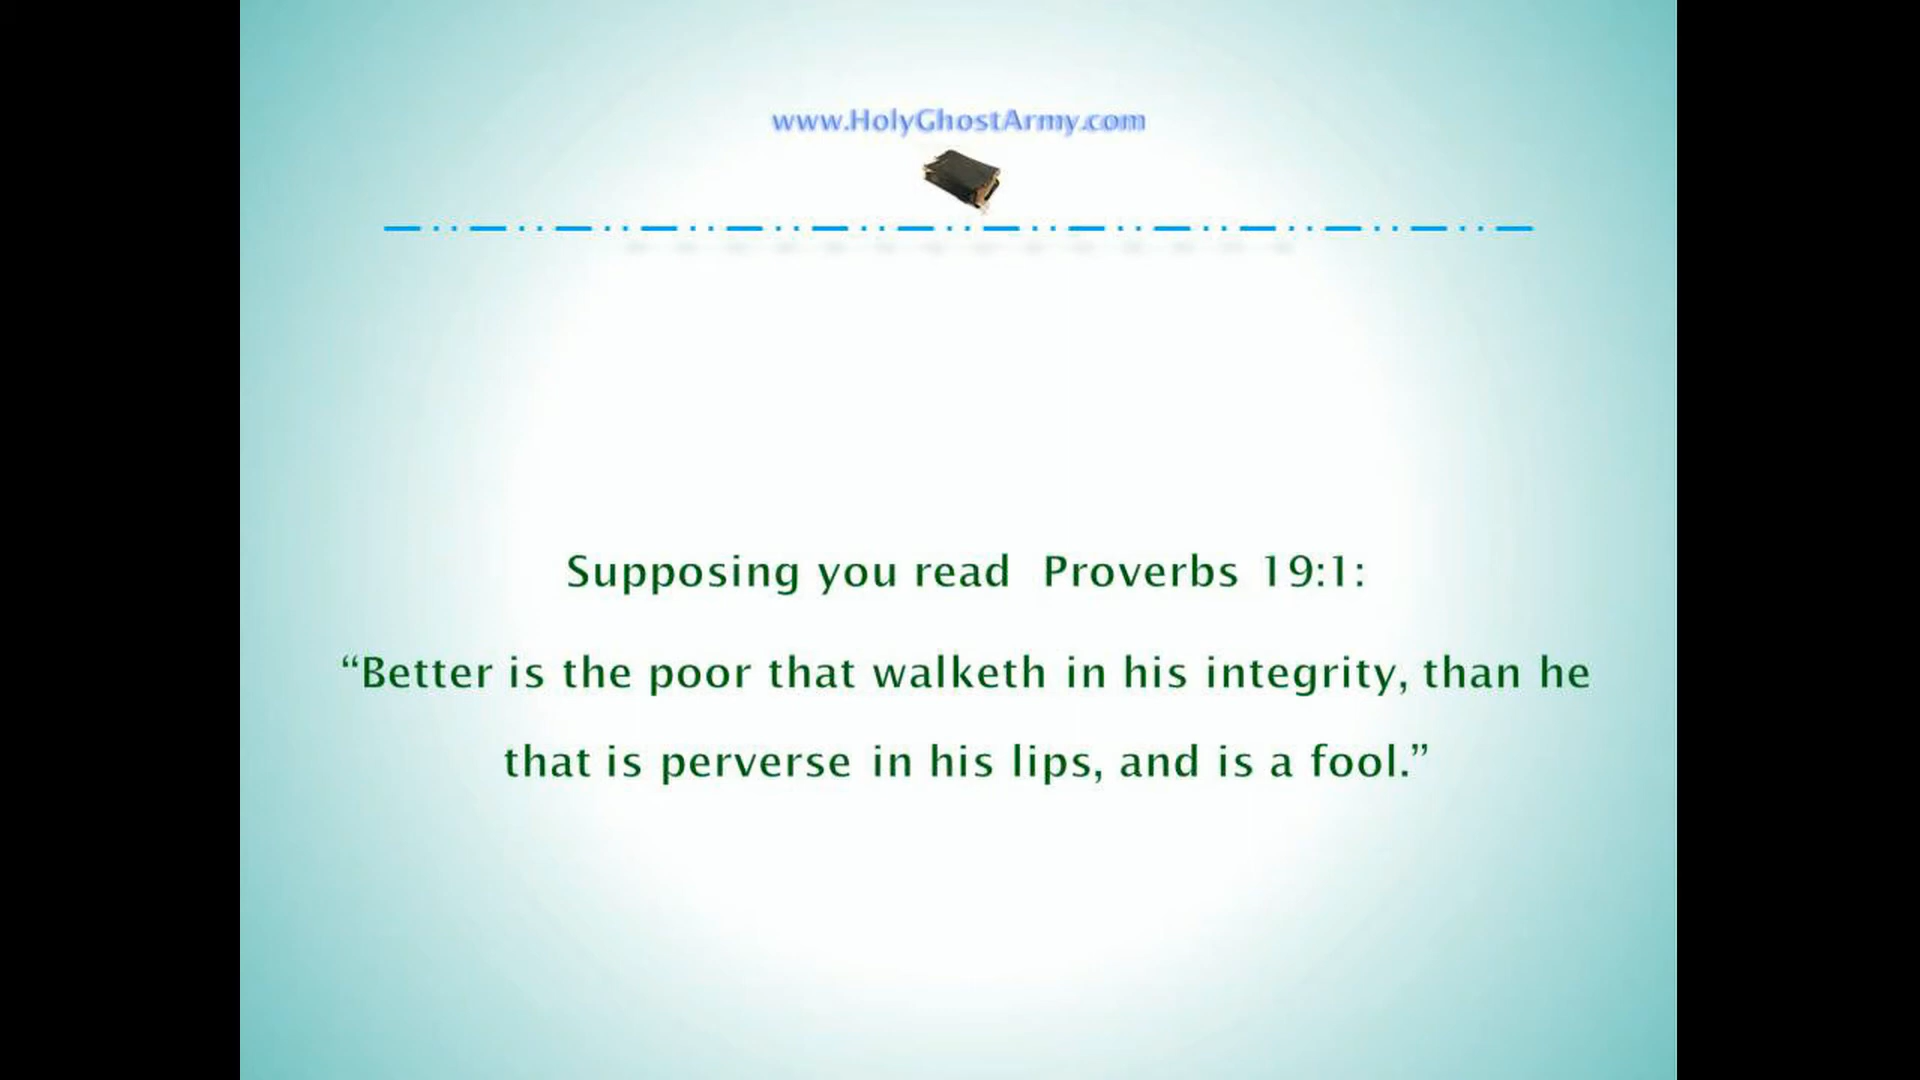 www.HolyGhostArmy.com
Supposing you read  Proverbs 19:1:
“Better is the poor that walketh in his integrity, than he
that is perverse in his lips, and is a fool.”